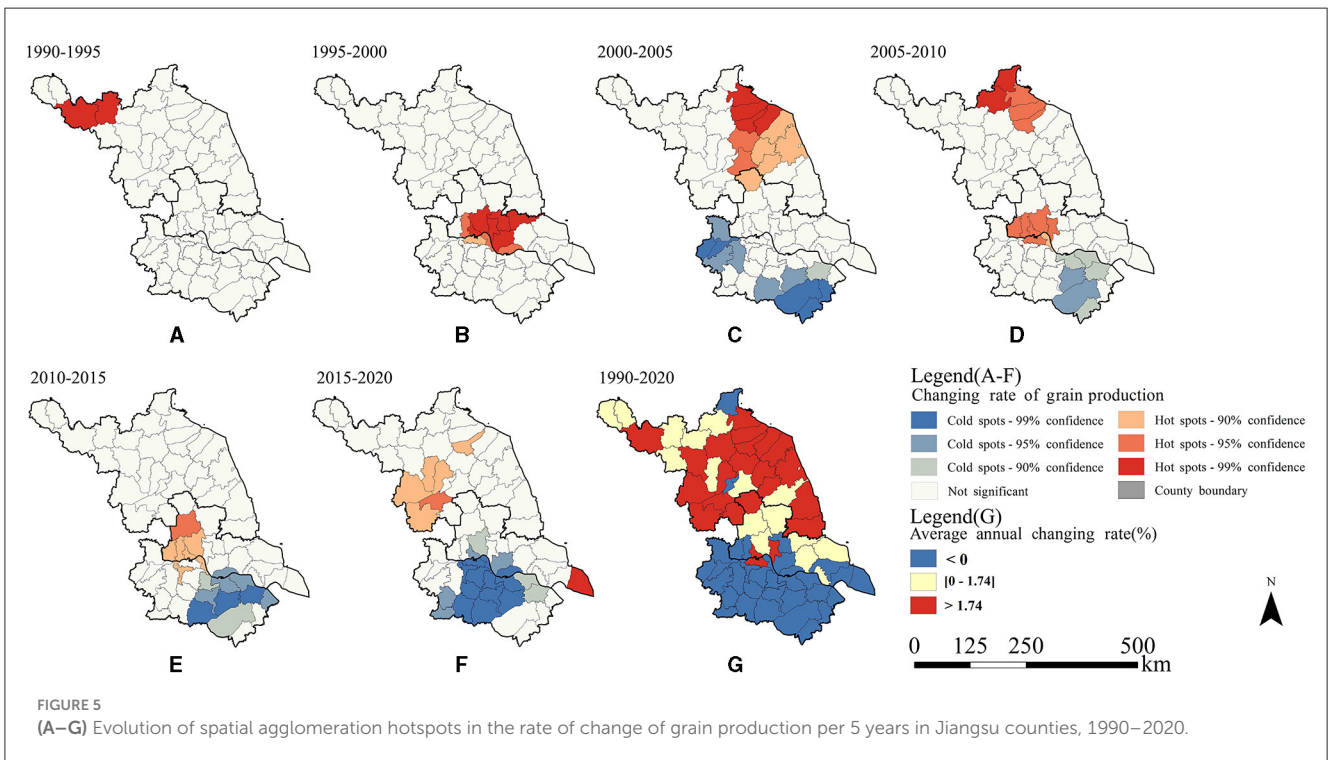 1990-1995
1995-2000
2000-2005
2005-2010
A
B
C
D
2010-2015
2015-2020
1990-2020
E
F
G
Legend(A-F)
Changing rate of grain production
Cold spots - 99% confidence
Hot spots - 90% confidence
Cold spots - 95% confidence
Hot spots - 95% confidence
Cold spots - 90% confidence
Hot spots - 99% confidence
Not significant
County boundary
Legend(G)
Average annual changing rate(%)
< 0
[0 - 1.74]
> 1.74
N
0 125 250 500
km
FIGURE 5
(A–G) Evolution of spatial agglomeration hotspots in the rate of change of grain production per 5 years in Jiangsu counties, 1990–2020.